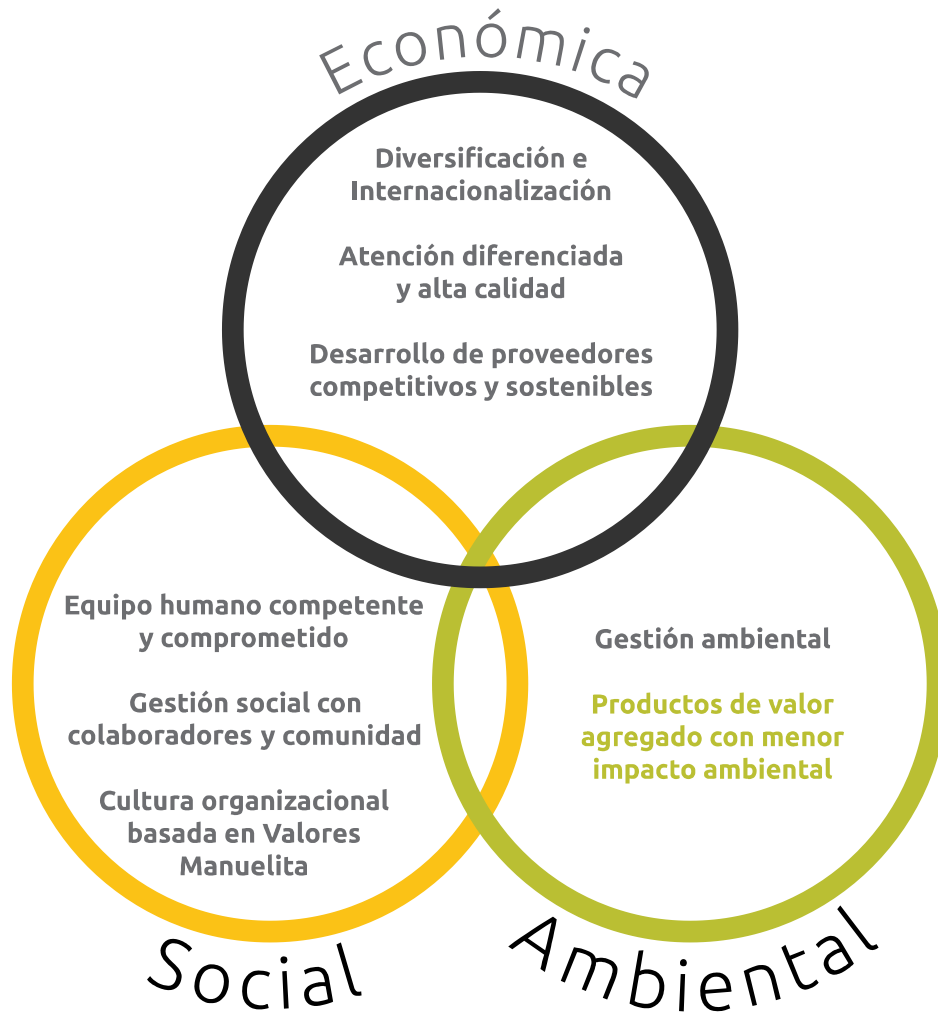 Económica
Diversificación e
Internacionalización
Atención diferenciada
y alta calidad
Desarrollo de proveedores
competitivos y sostenibles
Equipo humano competente
y comprometido
Gestión social con
colaboradores y comunidad
Cultura organizacional
basada en Valores
Manuelita
Social
Gestión ambiental
Productos de valor
agregado con menor
impacto ambiental
Ambiental